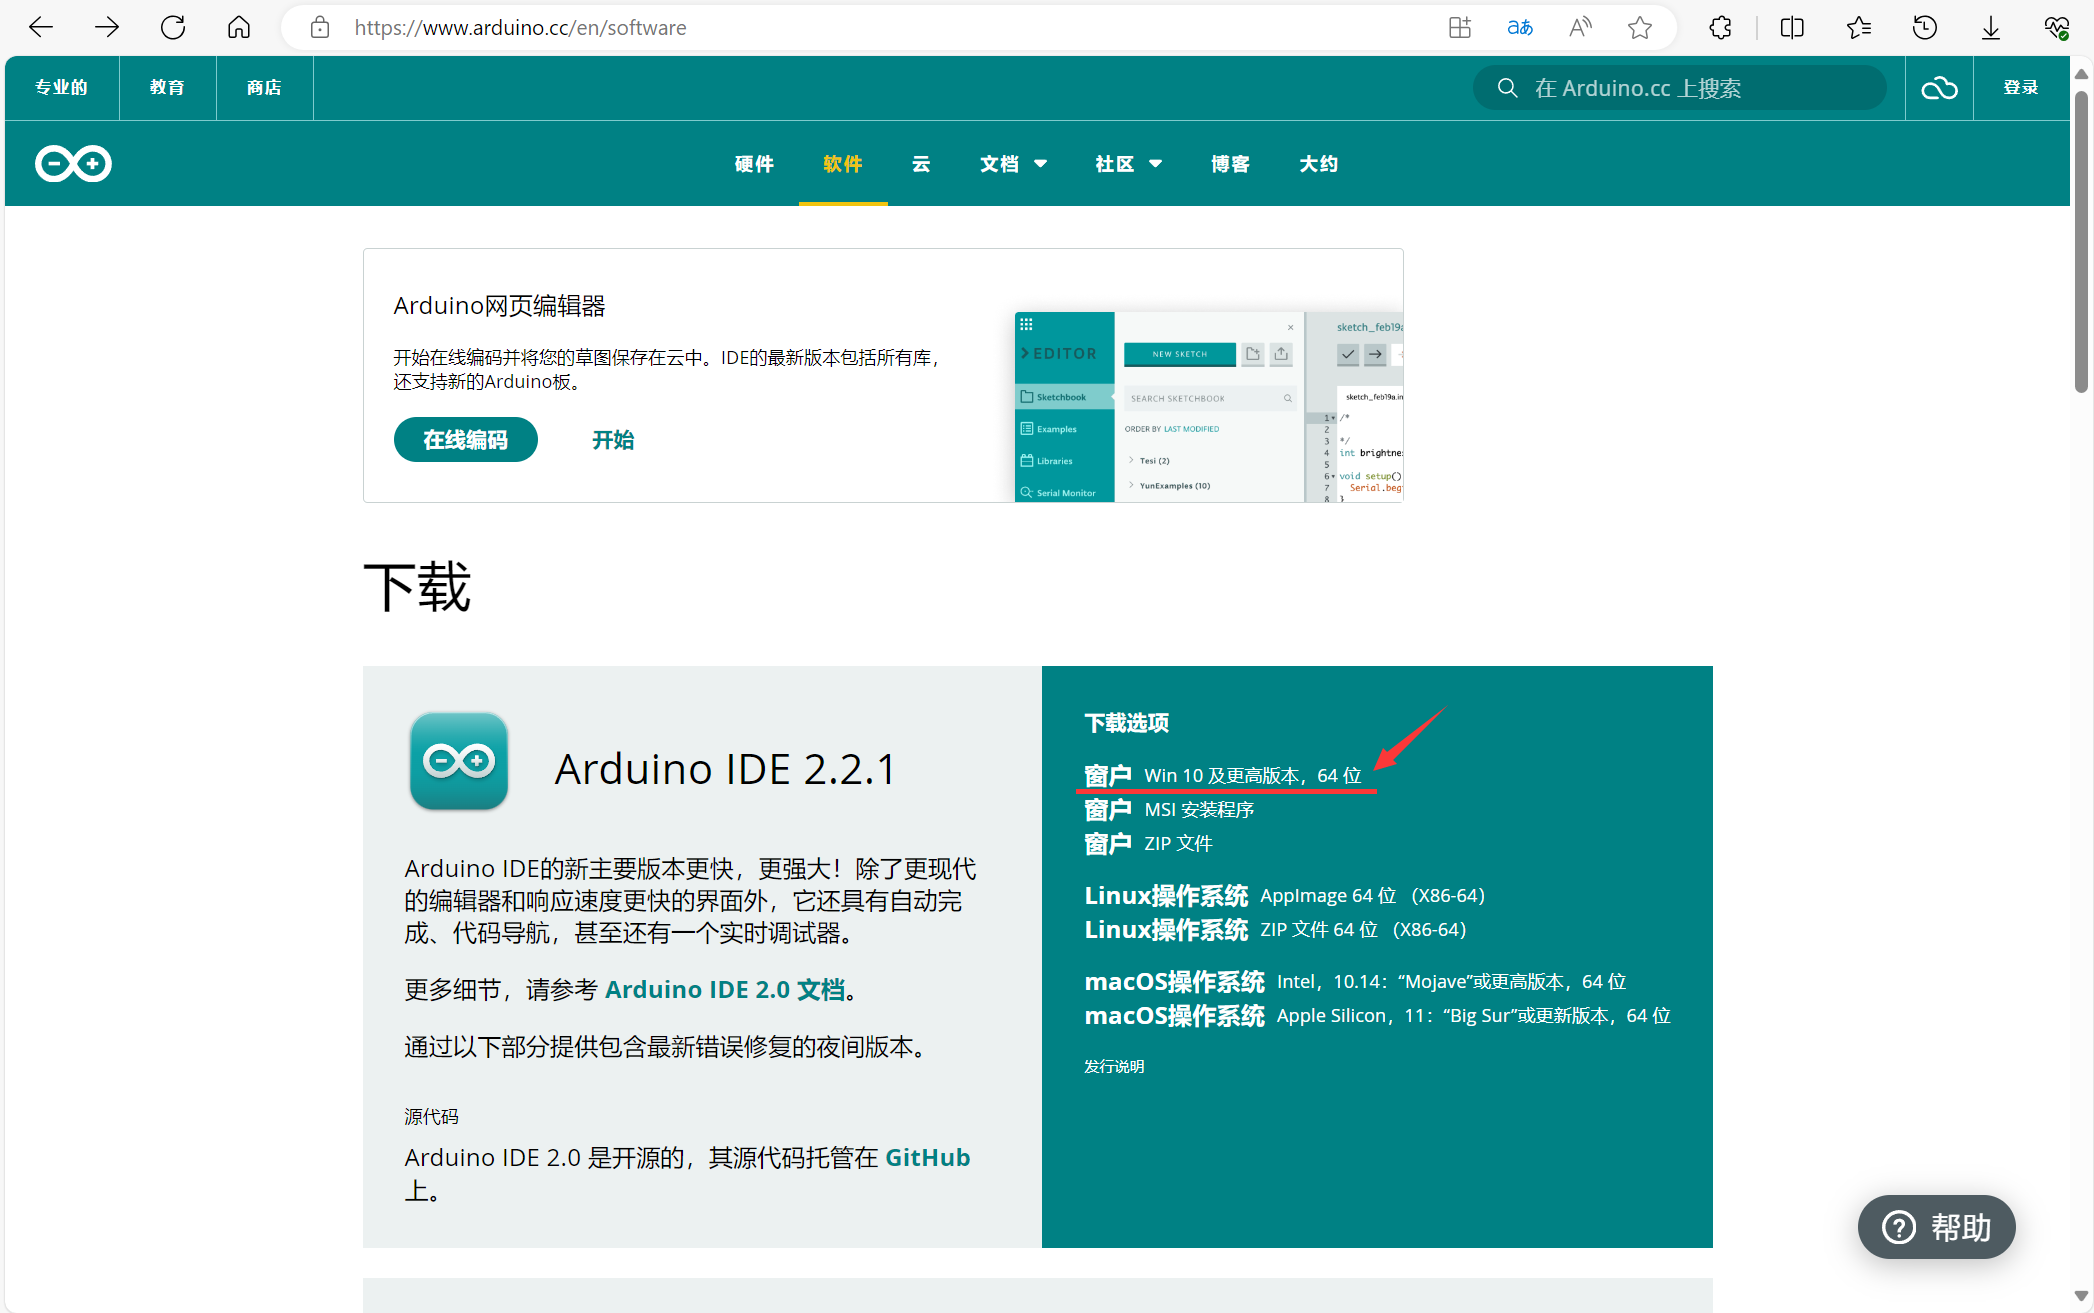 https://www.arduino.cc/en/software
专业的
教育
商店
在 Arduino.cc 上搜索
登录
硬件
软件
云
文档
社区
博客
大约
Arduino网页编辑器
开始在线编码并将您的草图保存在云中。IDE的最新版本包括所有库，
还支持新的Arduino板。
在线编码
开始
EDITOR
Sketchbook
Examples
Libraries
Serial Monitor
NEW SKETCH
SEARCH SKETCHBOOK
ORDER BY LAST MODIFIED
Tesi (2)
YunExamples (10)
sketch_feb19a
sketch_feb19a.in
1 /*
2
3 */
4 int brightnes
5
6 void setup()
7 Serial.beg
8 }
下载
Arduino IDE 2.2.1
Arduino IDE的新主要版本更快，更强大！除了更现代
的编辑器和响应速度更快的界面外，它还具有自动完
成、代码导航，甚至还有一个实时调试器。
更多细节，请参考 Arduino IDE 2.0 文档。
通过以下部分提供包含最新错误修复的夜间版本。
源代码
Arduino IDE 2.0 是开源的，其源代码托管在 GitHub
上。
下载选项
窗户 Win 10 及更高版本，64 位
窗户 MSI 安装程序
窗户 ZIP 文件
Linux操作系统 AppImage 64 位 （X86-64）
Linux操作系统 ZIP 文件 64 位 （X86-64）
macOS操作系统 Intel，10.14：“Mojave”或更高版本，64 位
macOS操作系统 Apple Silicon，11：“Big Sur”或更新版本，64 位
发行说明
帮助